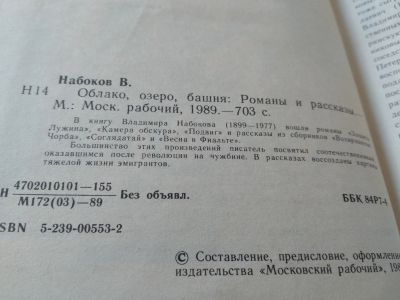 Набоков В.
Н14 Облако, озеро, башня: Романы и рассказы.
М.: Моск. рабочий, 1989.—703 с.
В книгу Владимира Набокова (1899—1977) вошли романы
Лужина», «Камера обскура», «Подвиг» и рассказы из сборников
Чорба», «Соглядатай» и «Весна в Фиальте».
Большинство этих произведений писатель посвятил соотечественникам,
оказавшимся после революции на чужбине. В рассказах воссозданы картины
тяжелой жизни эмигрантов.
Н 4702010101—155
М172(03)—89 Без объявл.
ББК 84Р7-4
ISBN 5-239-00553-2
© Составление, предисловие, оформление
издательства «Московский рабочий», 198